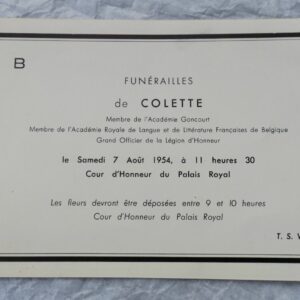 B
FUNÉRAILLES
de COLETTE
Membre de l'Académie Goncourt
Membre de l'Académie Royale de Langue et de Littérature Françaises de Belgique
Grand Officier de la Légion d'Honneur
le Samedi 7 Août 1954, à 11 heures 30
Cour d'Honneur du Palais Royal
Les fleurs devront être déposées entre 9 et 10 heures
Cour d'Honneur du Palais Royal
T. S.